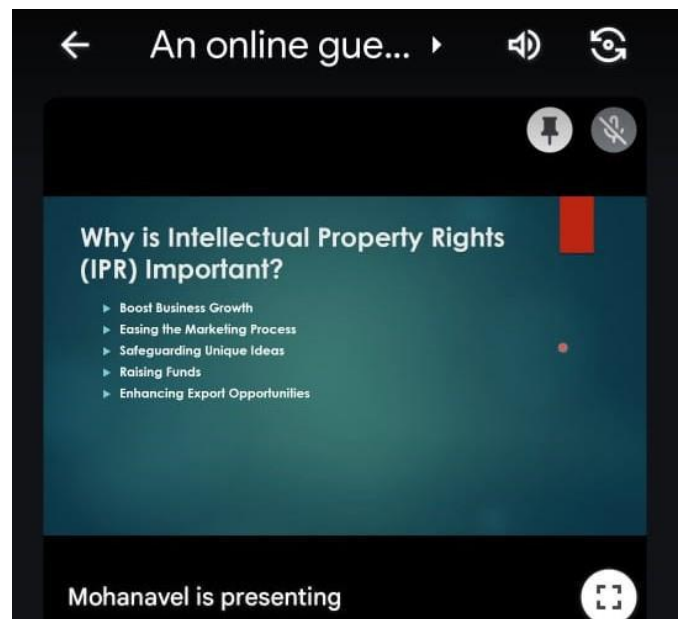 An online gue...
Why is Intellectual Property Rights
(IPR) Important?
Boost Business Growth
Easing the Marketing Process
Safeguarding Unique Ideas
Raising Funds
Enhancing Export Opportunities
Mohanavel is presenting